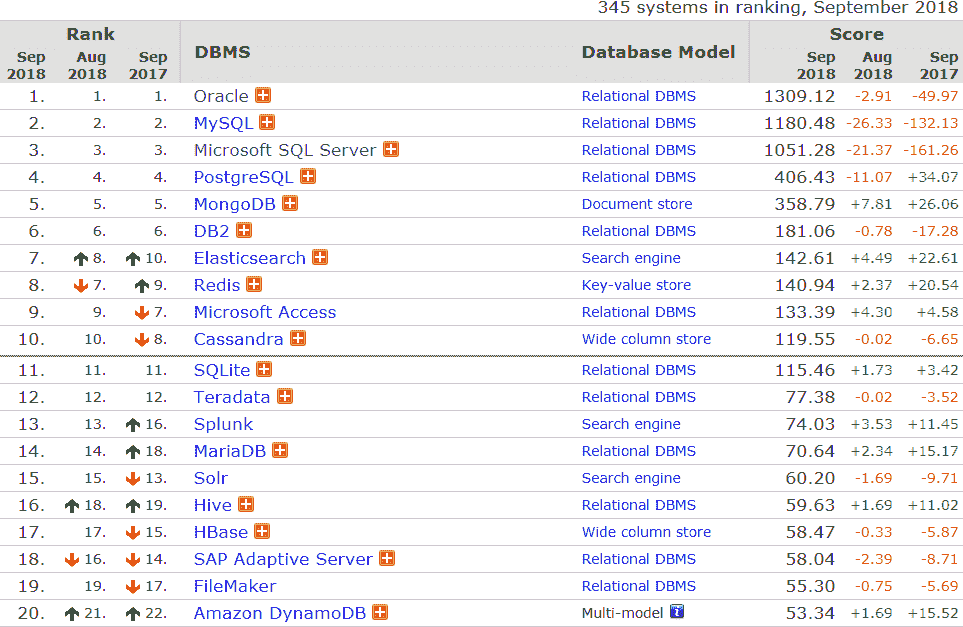 345 systems in ranking, September 2018
Rank DBMS Database Model Score
Sep 2018 Aug 2018 Sep 2017 Sep 2018 Aug 2018 Sep 2017
1. 1. 1. Oracle Relational DBMS 1309.12 -2.91 -49.97
2. 2. 2. MySQL Relational DBMS 1180.48 -26.33 -132.13
3. 3. 3. Microsoft SQL Server Relational DBMS 1051.28 -21.37 -161.26
4. 4. 4. PostgreSQL Relational DBMS 406.43 -11.07 +34.07
5. 5. 5. MongoDB Document store 358.79 +7.81 +26.06
6. 6. 6. DB2 Relational DBMS 181.06 -0.78 -17.28
7. 8. 10. Elasticsearch Search engine 142.61 +4.49 +22.61
8. 7. 9. Redis Key-value store 140.94 +2.37 +20.54
9. 9. 7. Microsoft Access Relational DBMS 133.39 +4.30 +4.58
10. 10. 8. Cassandra Wide column store 119.55 -0.02 -6.65
11. 11. 11. SQLite Relational DBMS 115.46 +1.73 +3.42
12. 12. 12. Teradata Relational DBMS 77.38 -0.02 -3.52
13. 13. 16. Splunk Search engine 74.03 +3.53 +11.45
14. 14. 18. MariaDB Relational DBMS 70.64 +2.34 +15.17
15. 15. 13. Solr Search engine 60.20 -1.69 -9.71
16. 18. 19. Hive Relational DBMS 59.63 +1.69 +11.02
17. 17. 15. HBase Wide column store 58.47 -0.33 -5.87
18. 16. 14. SAP Adaptive Server Relational DBMS 58.04 -2.39 -8.71
19. 19. 17. FileMaker Relational DBMS 55.30 -0.75 -5.69
20. 21. 22. Amazon DynamoDB Multi-model i 53.34 +1.69 +15.52